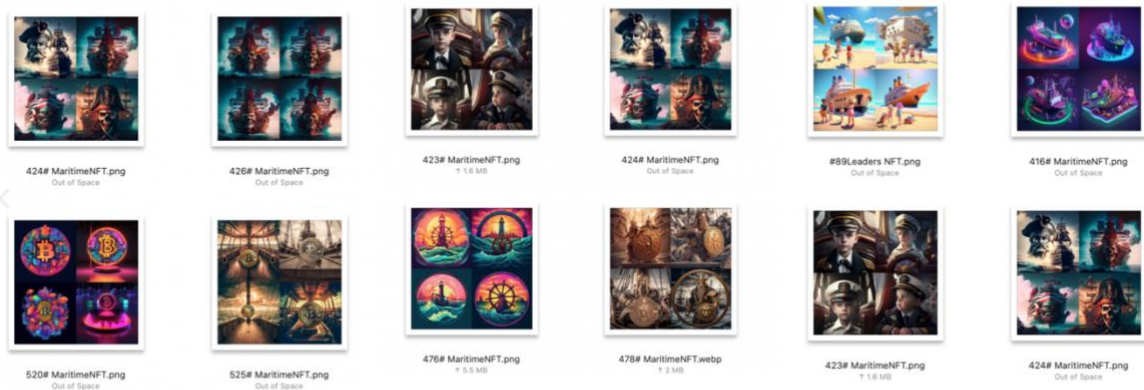 424# MaritimeNFT.png
Out of Space
426# MaritimeNFT.png
Out of Space
423# MaritimeNFT.png
↑ 1.6 MB
424# MaritimeNFT.png
Out of Space
#89Leaders NFT.png
Out of Space
416# MaritimeNFT.png
Out of Space
520# MaritimeNFT.png
Out of Space
525# MaritimeNFT.png
Out of Space
476# MaritimeNFT.png
↑ 5.5 MB
478# MaritimeNFT.webp
↑ 2 MB
423# MaritimeNFT.png
↑ 1.6 MB
424# MaritimeNFT.png
Out of Space